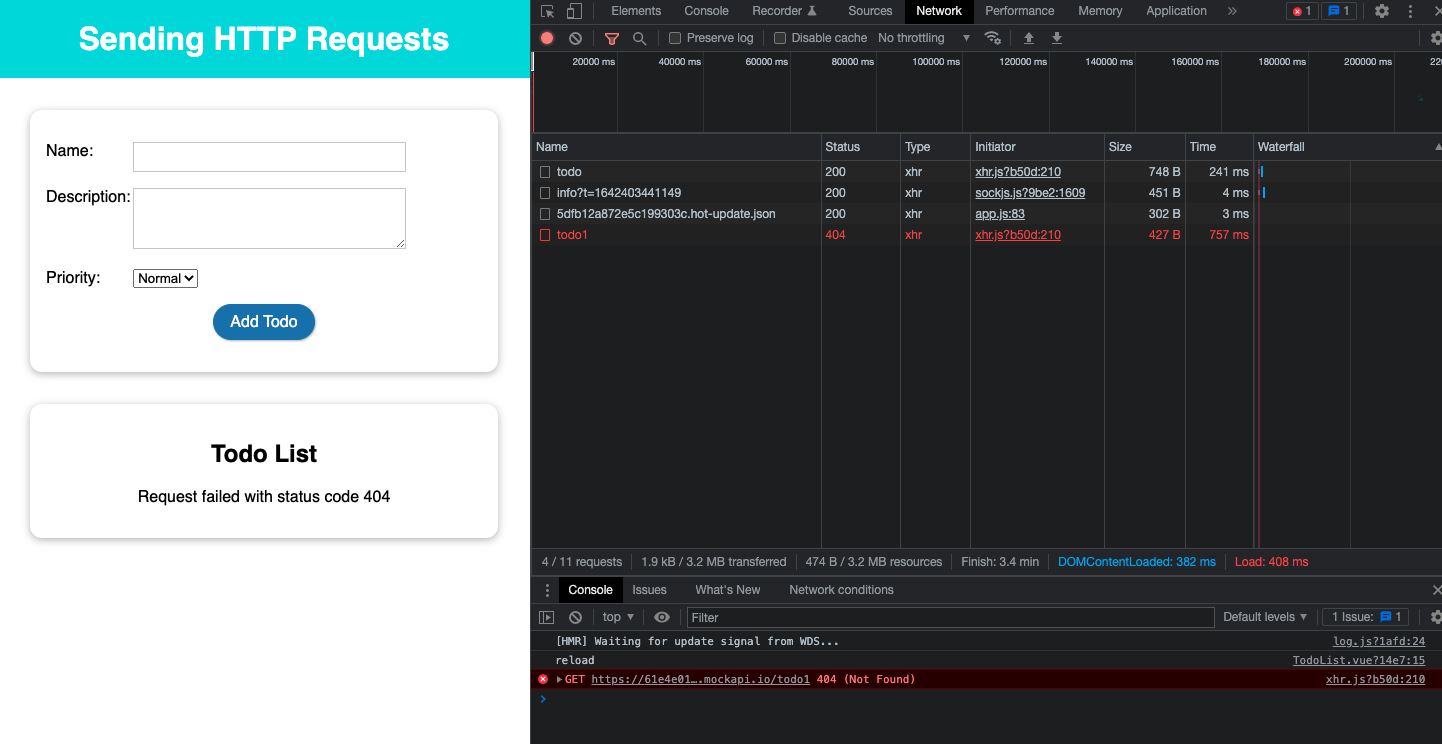 Sending HTTP Requests
Name:
Description:
Priority:
Normal
Add Todo
Todo List
Request failed with status code 404
Elements Console Recorder Sources Network Performance Memory Application » 1 1
Preserve log Disable cache No throttling
20000 ms 40000 ms 60000 ms 80000 ms 100000 ms 120000 ms 140000 ms 160000 ms 180000 ms 200000 ms 220
Name Status Type Initiator Size Time Waterfall
todo 200 xhr xhr.js?b50d:210 748 B 241 ms
info?t=1642403441149 200 xhr sockjs.js?9be2:1609 451 B 4 ms
5dfb12a872e5c199303c.hot-update.json 200 xhr app.js:83 302 B 3 ms
todo1 404 xhr xhr.js?b50d:210 427 B 757 ms
4 / 11 requests 1.9 kB / 3.2 MB transferred 474 B / 3.2 MB resources Finish: 3.4 min DOMContentLoaded: 382 ms Load: 408 ms
Console Issues What's New Network conditions
top Filter Default levels 1 Issue: 1
[HMR] Waiting for update signal from WDS... log.js?1afd:24
reload TodoList.vue?14e7:15
GET https://61e4e01….mockapi.io/todo1 404 (Not Found) xhr.js?b50d:210